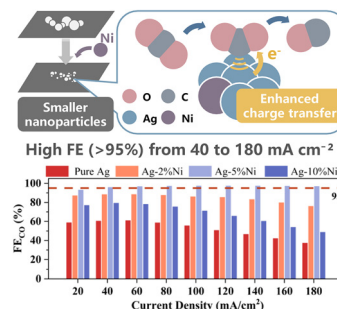 Ni
e⁻
O C
Ag Ni
Smaller
nanoparticles
Enhanced
charge transfer
High FE (>95%) from 40 to 180 mA cm⁻²
Pure Ag Ag-2%Ni Ag-5%Ni Ag-10%Ni
100
80
60
40
20
0
FE_CO (%)
9
20 40 60 80 100 120 140 160 180
Current Density (mA/cm²)